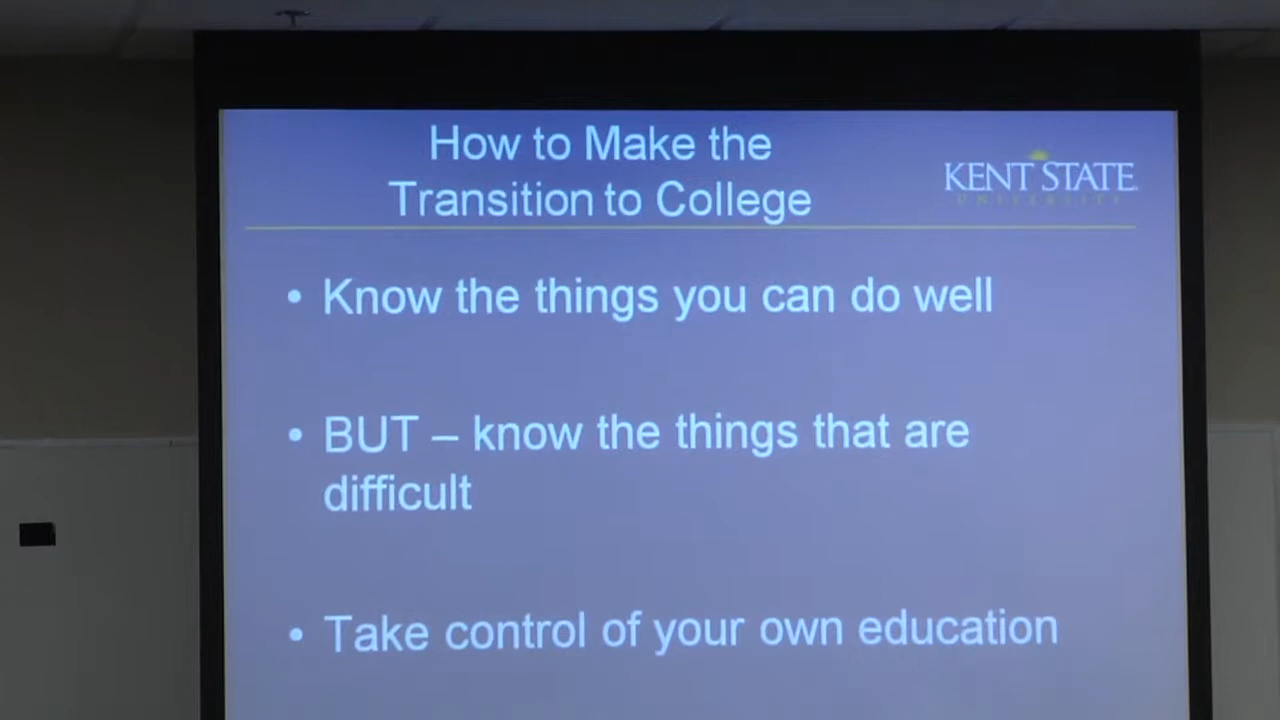 How to Make the
Transition to College
KENT STATE
UNIVERSITY
• Know the things you can do well
• BUT – know the things that are
difficult
• Take control of your own education